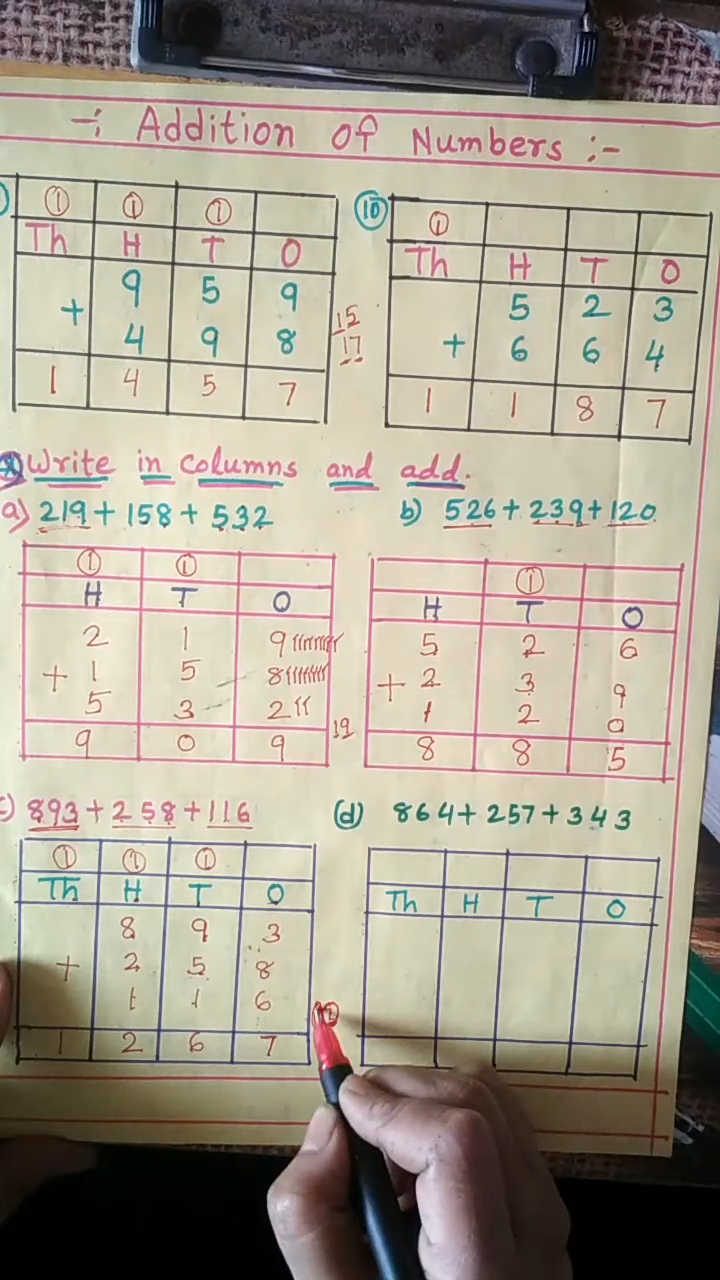 -: Addition of Numbers :-
① ① ①
Th H T O
9 5 9
+ 4 9 8
1 4 5 7
15
17
⑩
①
Th H T O
5 2 3
+ 6 6 4
1 1 8 7
Write in columns and add.
a) 219 + 158 + 532
① ①
H T O
2 1 9
+ 1 5 8
5 3 2
9 0 9
19
b) 526 + 239 + 120
①
H T O
5 2 6
+ 2 3 9
1 2 0
8 8 5
c) 893 + 258 + 116
① ① ①
Th H T O
8 9 3
+ 2 5 8
1 1 6
1 2 6 7
(d) 864 + 257 + 343
Th H T O